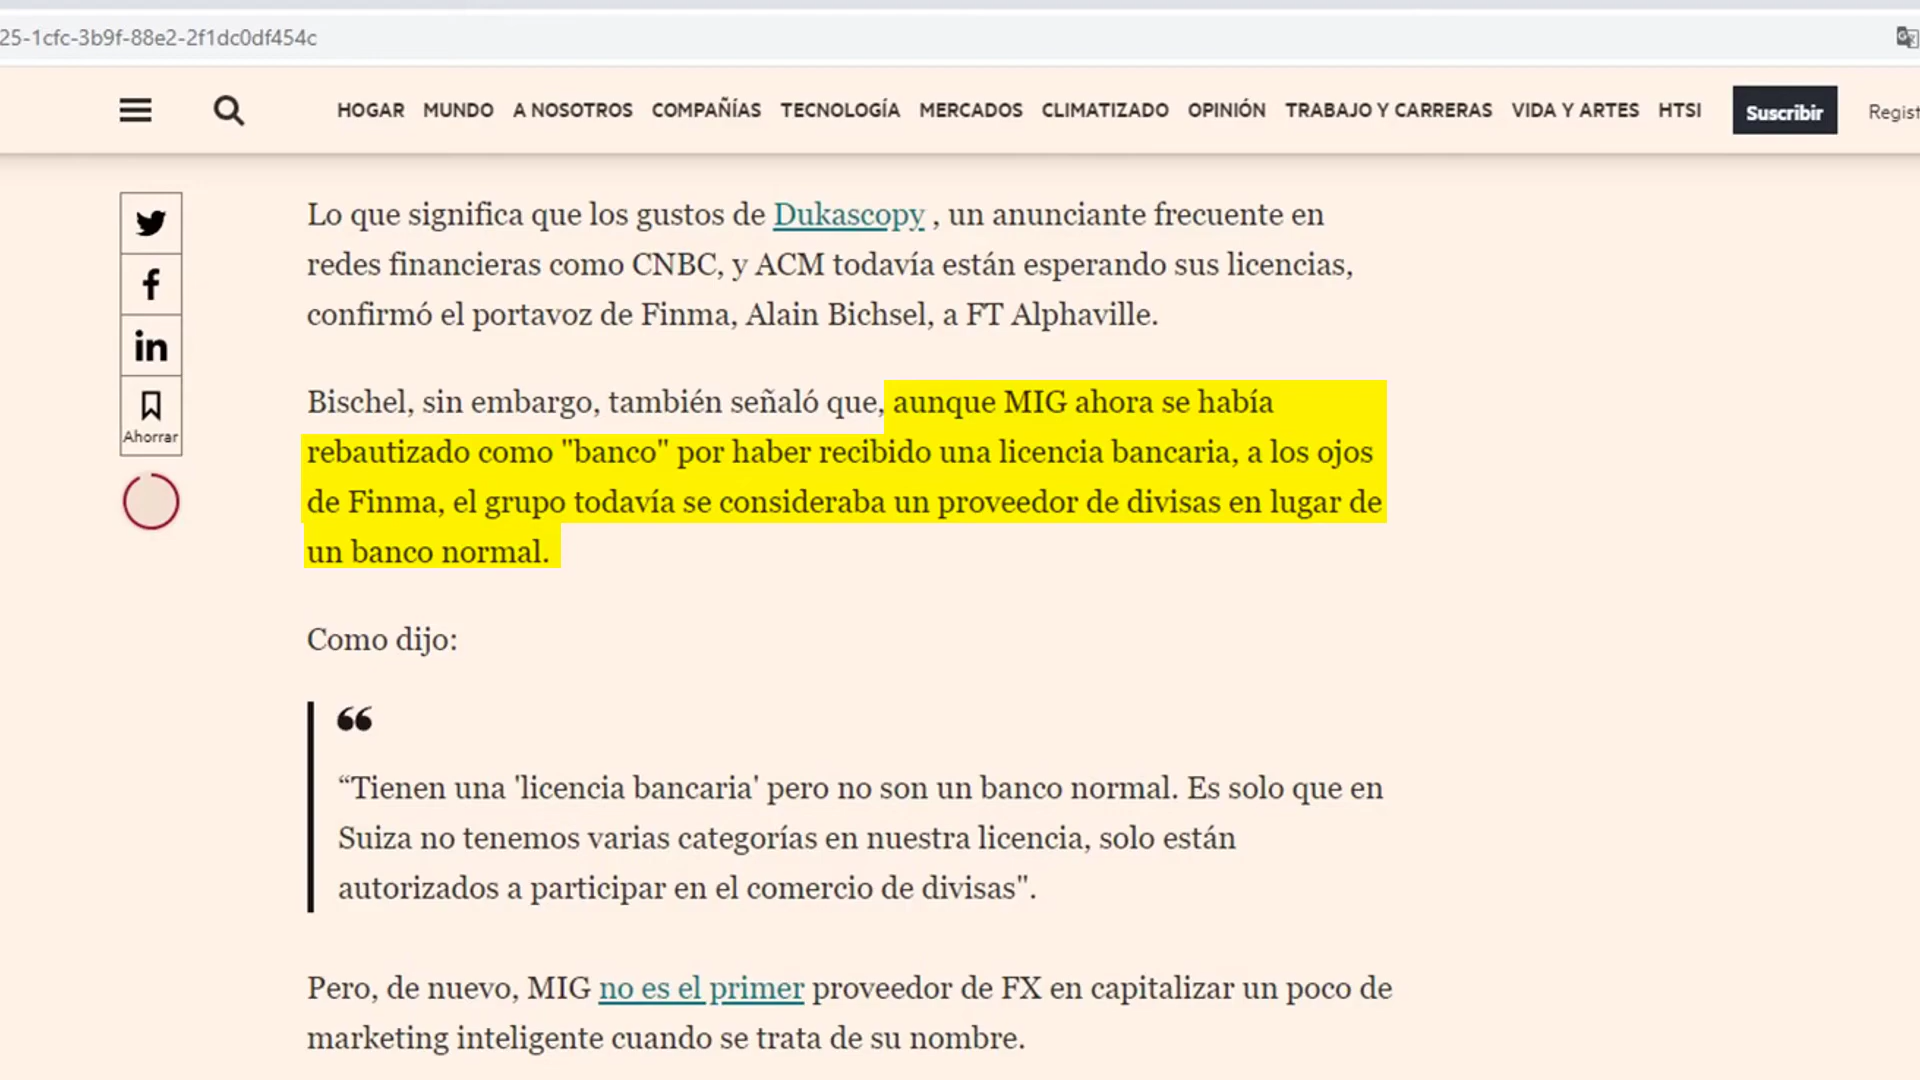 25-1cfc-3b9f-88e2-2f1dc0df454c
HOGAR MUNDO A NOSOTROS COMPAÑÍAS TECNOLOGÍA MERCADOS CLIMATIZADO OPINIÓN TRABAJO Y CARRERAS VIDA Y ARTES HTSI Suscribir Regist
Lo que significa que los gustos de Dukascopy , un anunciante frecuente en
redes financieras como CNBC, y ACM todavía están esperando sus licencias,
confirmó el portavoz de Finma, Alain Bichsel, a FT Alphaville.
Ahorrar
Bischel, sin embargo, también señaló que, aunque MIG ahora se había
rebautizado como "banco" por haber recibido una licencia bancaria, a los ojos
de Finma, el grupo todavía se consideraba un proveedor de divisas en lugar de
un banco normal.
Como dijo:
“Tienen una 'licencia bancaria' pero no son un banco normal. Es solo que en
Suiza no tenemos varias categorías en nuestra licencia, solo están
autorizados a participar en el comercio de divisas".
Pero, de nuevo, MIG no es el primer proveedor de FX en capitalizar un poco de
marketing inteligente cuando se trata de su nombre.